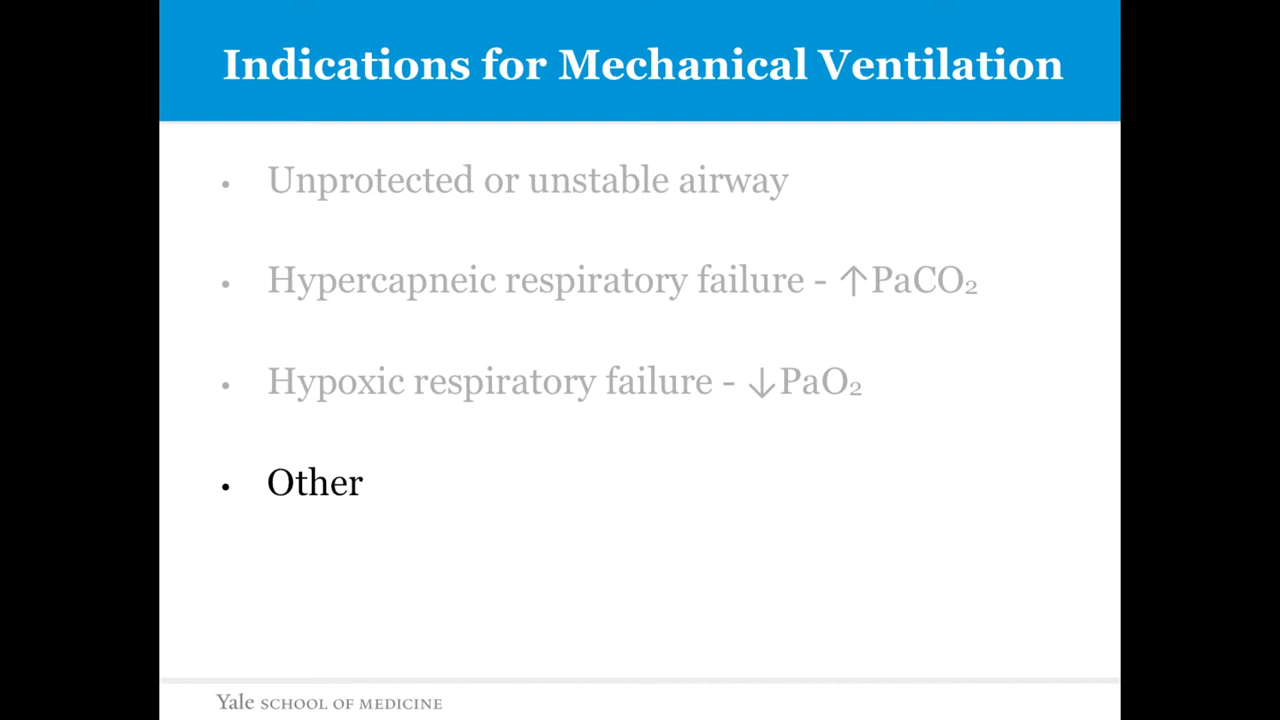 Indications for Mechanical Ventilation
• Unprotected or unstable airway
• Hypercapneic respiratory failure - ↑PaCO₂
• Hypoxic respiratory failure - ↓PaO₂
• Other
Yale SCHOOL OF MEDICINE